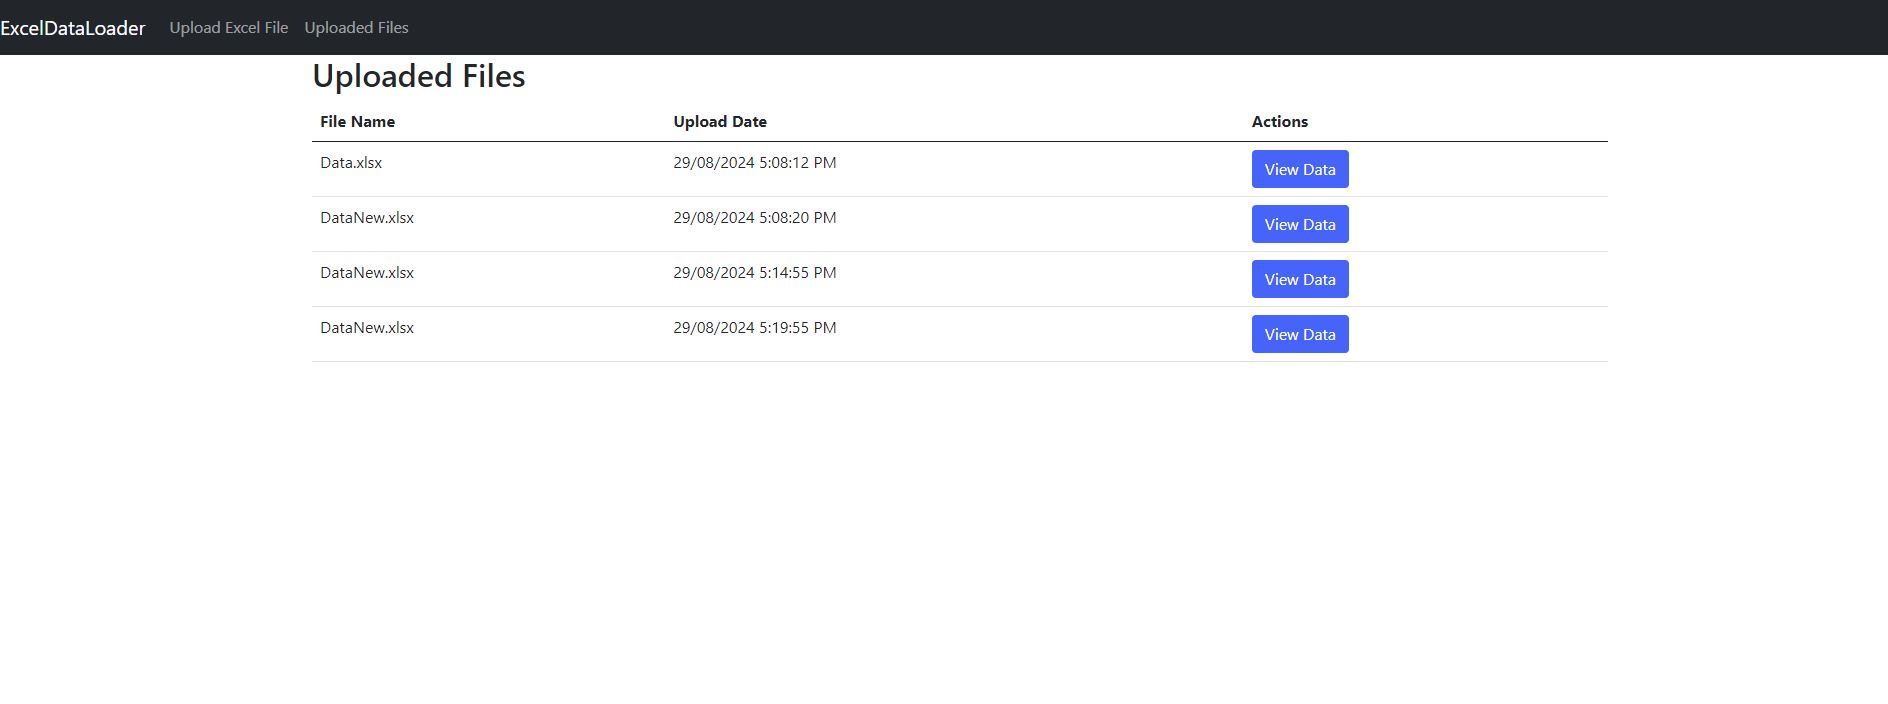 ExcelDataLoader Upload Excel File Uploaded Files
Uploaded Files
File Name Upload Date Actions
Data.xlsx 29/08/2024 5:08:12 PM View Data
DataNew.xlsx 29/08/2024 5:08:20 PM View Data
DataNew.xlsx 29/08/2024 5:14:55 PM View Data
DataNew.xlsx 29/08/2024 5:19:55 PM View Data